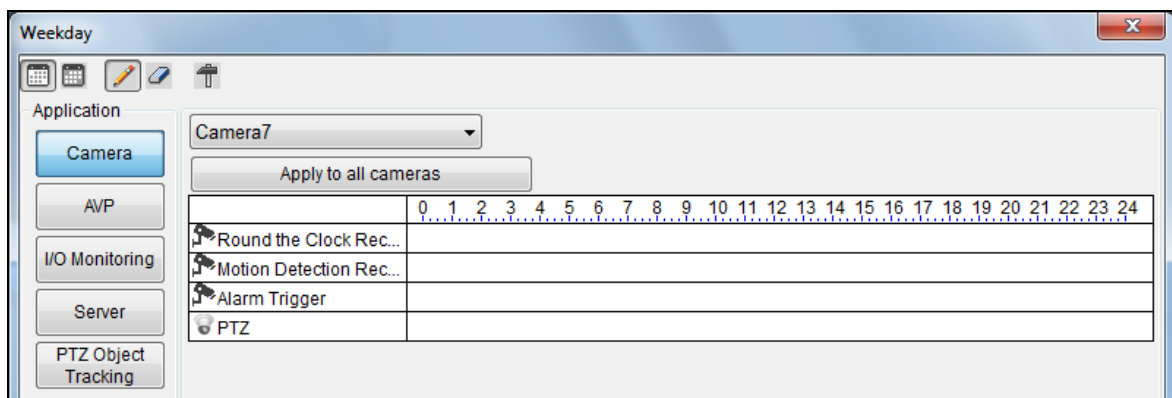 Weekday
Application
Camera
AVP
I/O Monitoring
Server
PTZ Object
Tracking
Camera7
Apply to all cameras
0 1 2 3 4 5 6 7 8 9 10 11 12 13 14 15 16 17 18 19 20 21 22 23 24
Round the Clock Rec...
Motion Detection Rec...
Alarm Trigger
PTZ